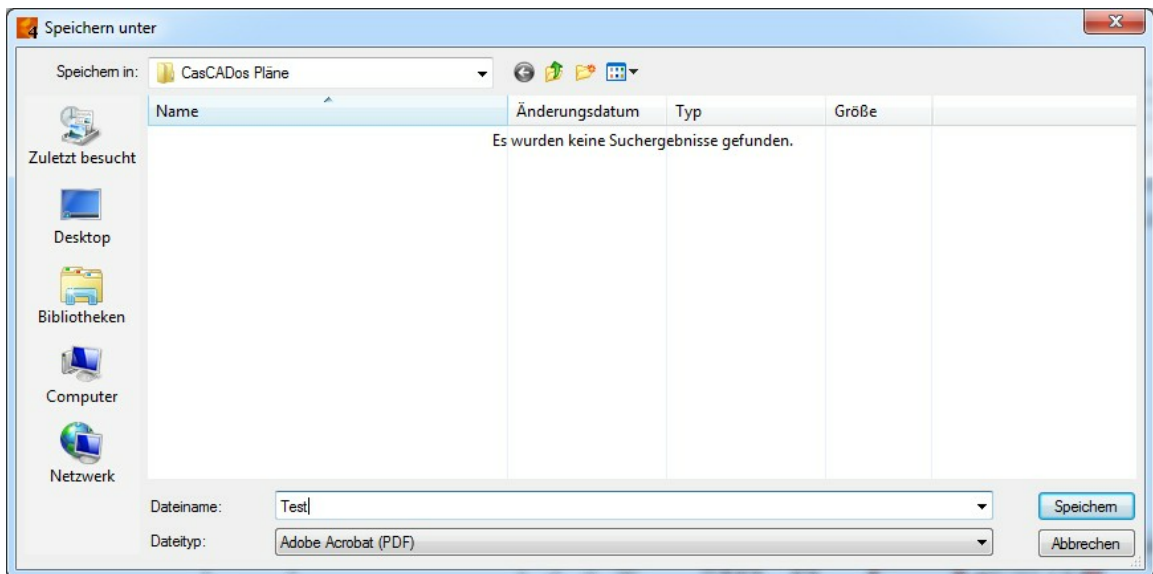 4 Speichern unter
Speichern in: CasCADos Pläne
Name Änderungsdatum Typ Größe
Es wurden keine Suchergebnisse gefunden.
Zuletzt besucht
Desktop
Bibliotheken
Computer
Netzwerk
Dateiname: Test Speichern
Dateityp: Adobe Acrobat (PDF) Abbrechen